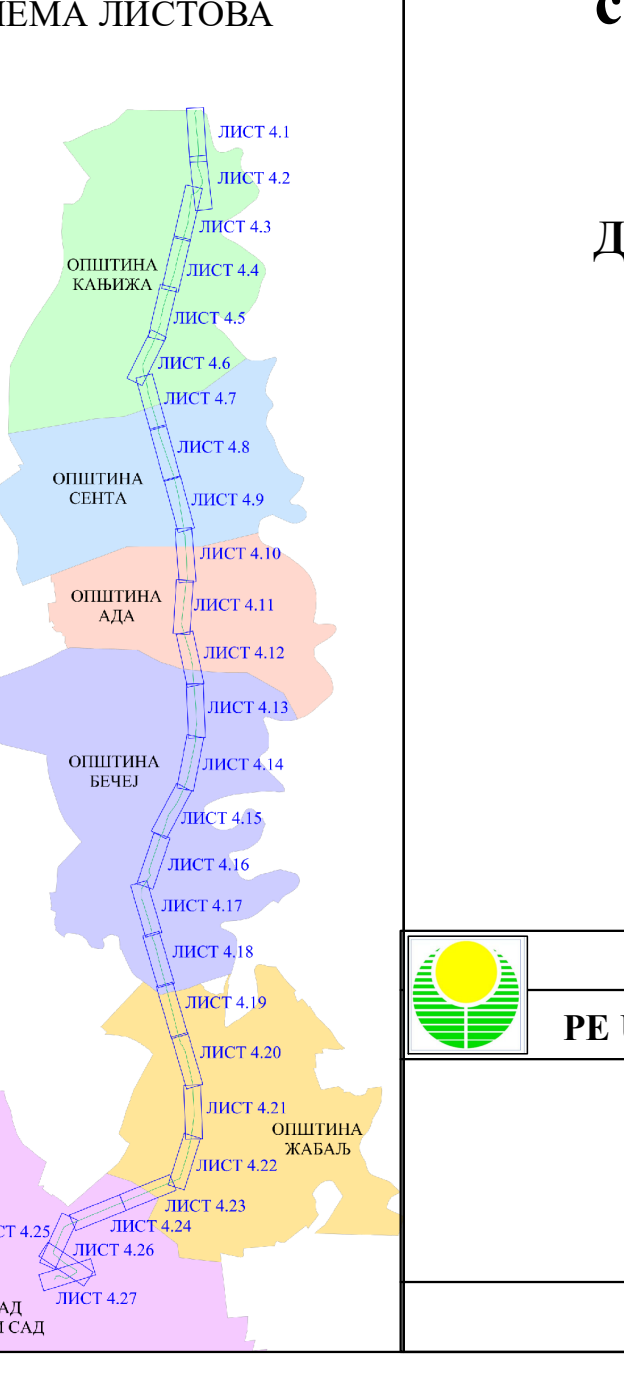 ЛИСТОВА
ЛИСТ 4.1
ЛИСТ 4.2
ЛИСТ 4.3
ОПШТИНА
КАЊИЖА
ЛИСТ 4.4
ЛИСТ 4.5
ЛИСТ 4.6
ЛИСТ 4.7
ЛИСТ 4.8
ОПШТИНА
СЕНТА
ЛИСТ 4.9
ЛИСТ 4.10
ОПШТИНА
АДА
ЛИСТ 4.11
ЛИСТ 4.12
ЛИСТ 4.13
ОПШТИНА
БЕЧЕЈ
ЛИСТ 4.14
ЛИСТ 4.15
ЛИСТ 4.16
ЛИСТ 4.17
ЛИСТ 4.18
ЛИСТ 4.19
ЛИСТ 4.20
ЛИСТ 4.21
ОПШТИНА
ЖАБАЉ
ЛИСТ 4.22
ЛИСТ 4.23
ЛИСТ 4.24
4.25
ЛИСТ 4.26
ЛИСТ 4.27
САД
PE